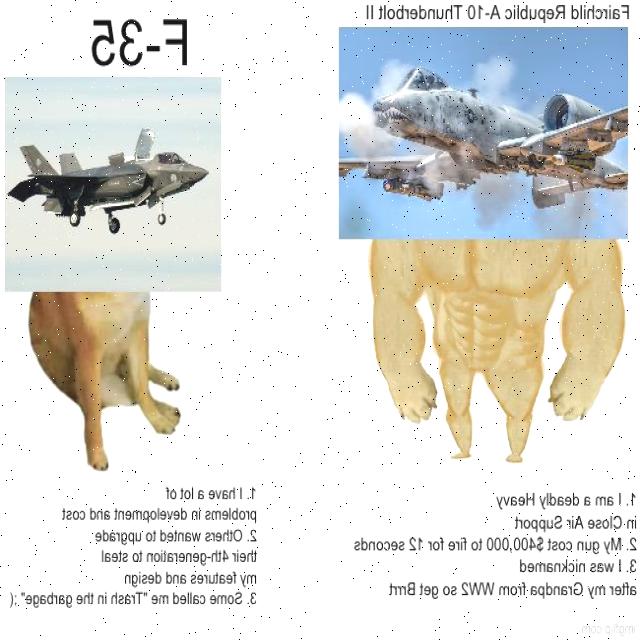 Fairchild Republic A-10 Thunderbolt II
F-35
1. I am a deadly Heavy
in Close Air Support
2. My gun cost $400,000 to fire for 12 seconds
3. I was nicknamed
after my Grandpa from WW2 so get Brrt
1. I have a lot of
problems in development and cost
2. Others wanted to upgrade
their 4th-generation to steal
my features and design
3. Some called me "Trash in the garbage" ;(
imgflip.com